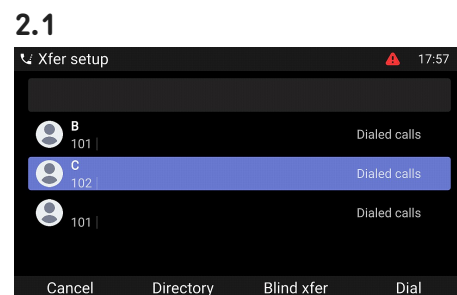 2.1
Xfer setup 17:57
B
101 | Dialed calls
C
102 | Dialed calls
101 | Dialed calls
Cancel Directory Blind xfer Dial